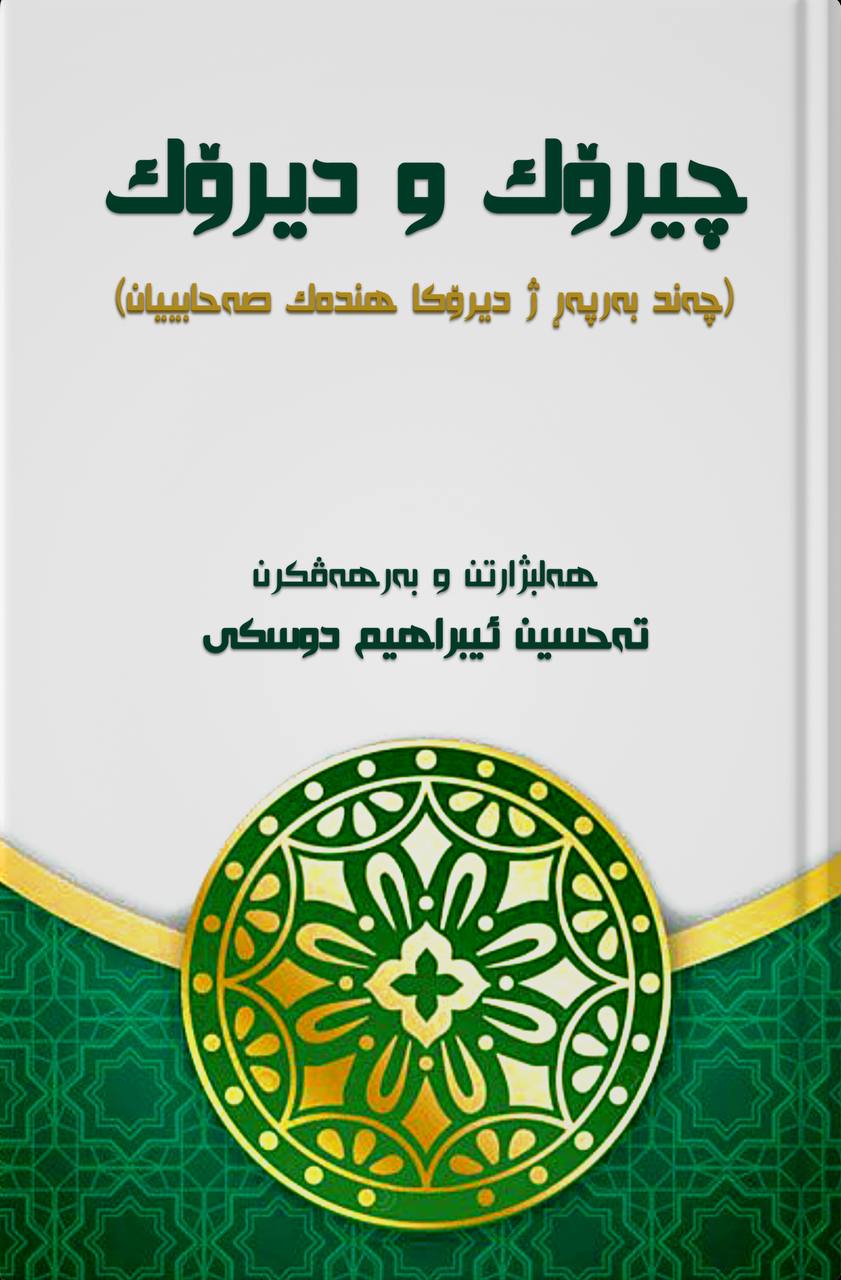 چیرۆك و دیرۆك
(چەند بەرپەڕ ژ دیرۆکا هندەك صەحابییان)
هەلبژارتن و بەرهەڤکرن
تەحسین ئیبراهیم دوسکی